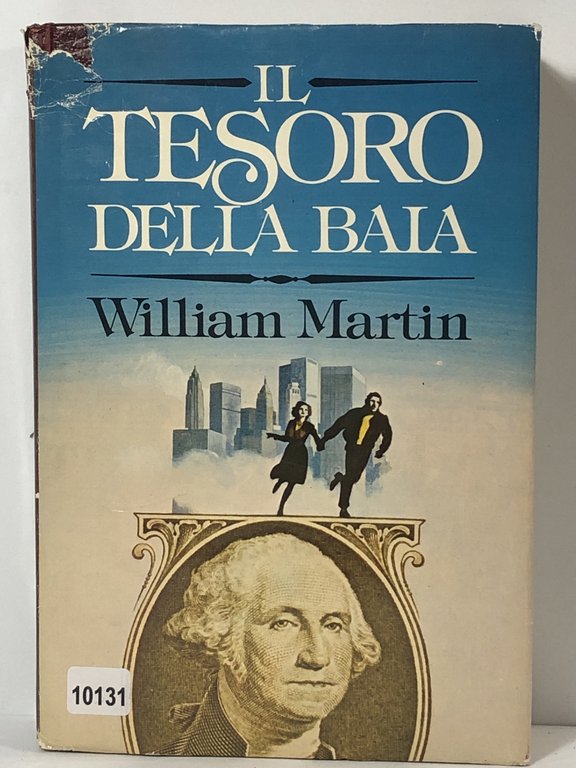 IL
TESORO
DELLA BAIA
William Martin
10131